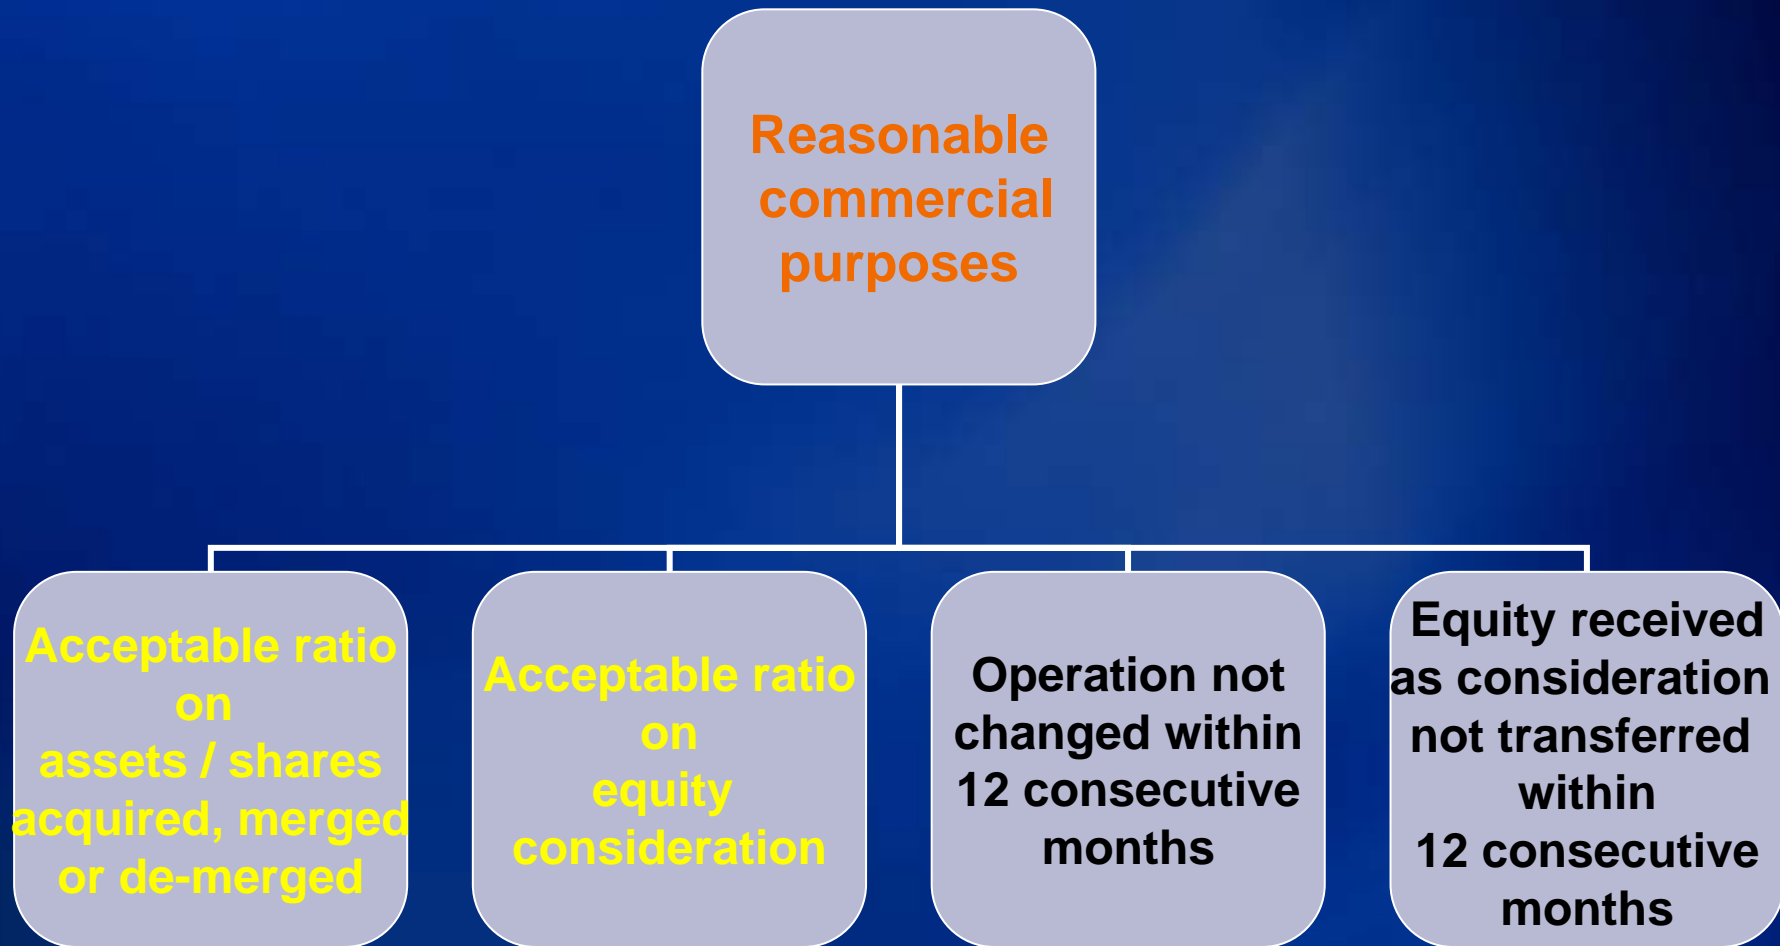 Reasonable
commercial
purposes
Acceptable ratio
on
assets / shares
acquired, merged
or de-merged
Acceptable ratio
on
equity
consideration
Operation not
changed within
12 consecutive
months
Equity received
as consideration
not transferred
within
12 consecutive
months